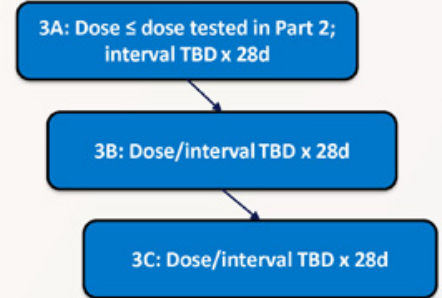 3A: Dose ≤ dose tested in Part 2;
interval TBD x 28d
3B: Dose/interval TBD x 28d
3C: Dose/interval TBD x 28d